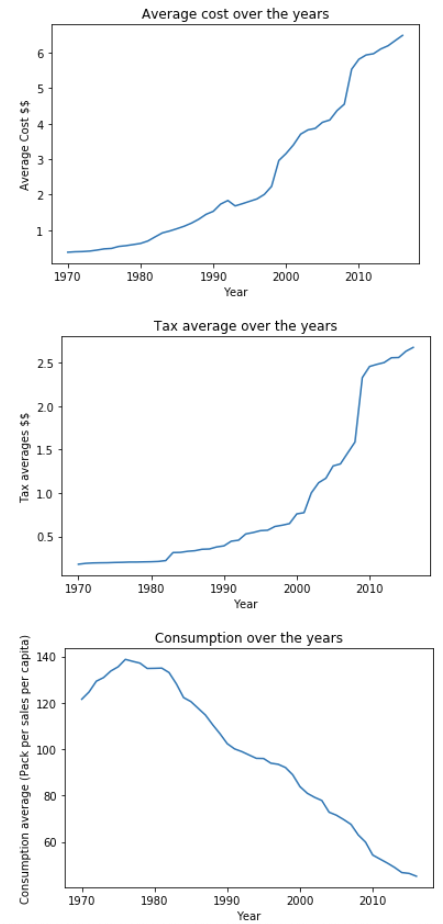 Average cost over the years
6
5
4
3
2
1
Average Cost $$
1970 1980 1990 2000 2010
Year
Tax average over the years
2.5
2.0
1.5
1.0
0.5
Tax averages $$
1970 1980 1990 2000 2010
Year
Consumption over the years
140
120
100
80
60
Consumption average (Pack per sales per capita)
1970 1980 1990 2000 2010
Year